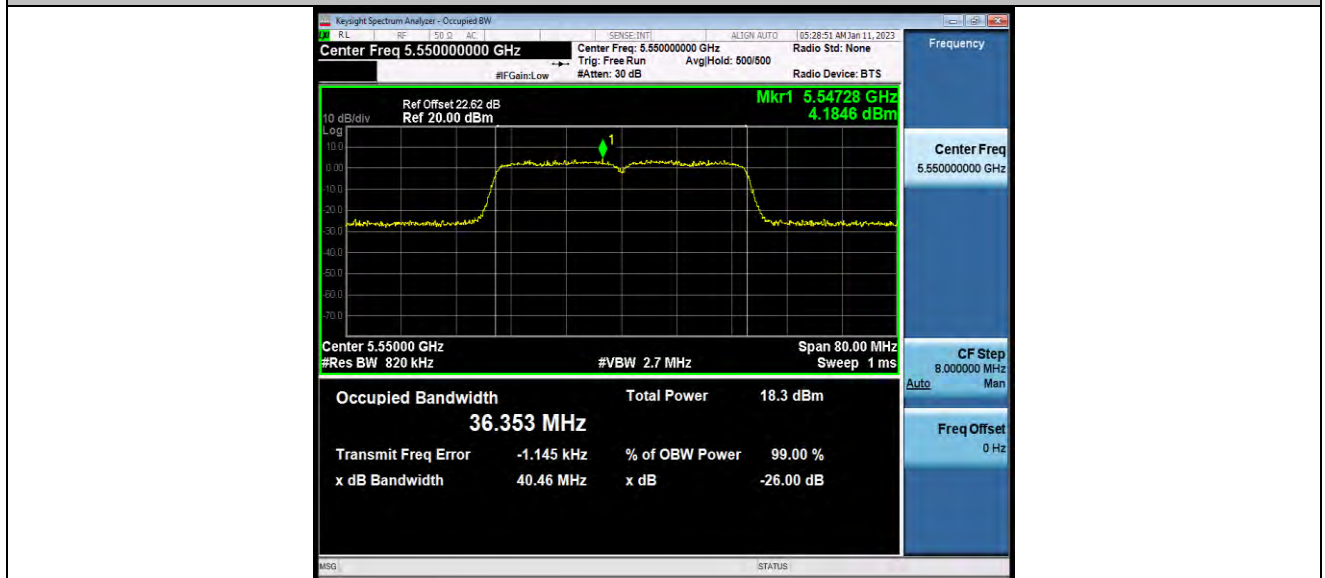 Keysight Spectrum Analyzer - Occupied BW
RL RF 50 Ω AC SENSE:INT ALIGN AUTO 05:28:51 AM Jan 11, 2023
Center Freq 5.550000000 GHz
Center Freq: 5.550000000 GHz
Radio Std: None
Trig: Free Run Avg|Hold: 500/500
#IFGain:Low #Atten: 30 dB Radio Device: BTS
Frequency
Mkr1 5.54728 GHz
4.1846 dBm
Ref Offset 22.62 dB
10 dB/div Ref 20.00 dBm
Log
10.0
0.00
-10.0
-20.0
-30.0
-40.0
-50.0
-60.0
-70.0
1
Center 5.55000 GHz Span 80.00 MHz
#Res BW 820 kHz #VBW 2.7 MHz Sweep 1 ms
Occupied Bandwidth Total Power 18.3 dBm
36.353 MHz
Transmit Freq Error -1.145 kHz % of OBW Power 99.00 %
x dB Bandwidth 40.46 MHz x dB -26.00 dB
Center Freq
5.550000000 GHz
CF Step
8.000000 MHz
Auto Man
Freq Offset
0 Hz
MSG STATUS